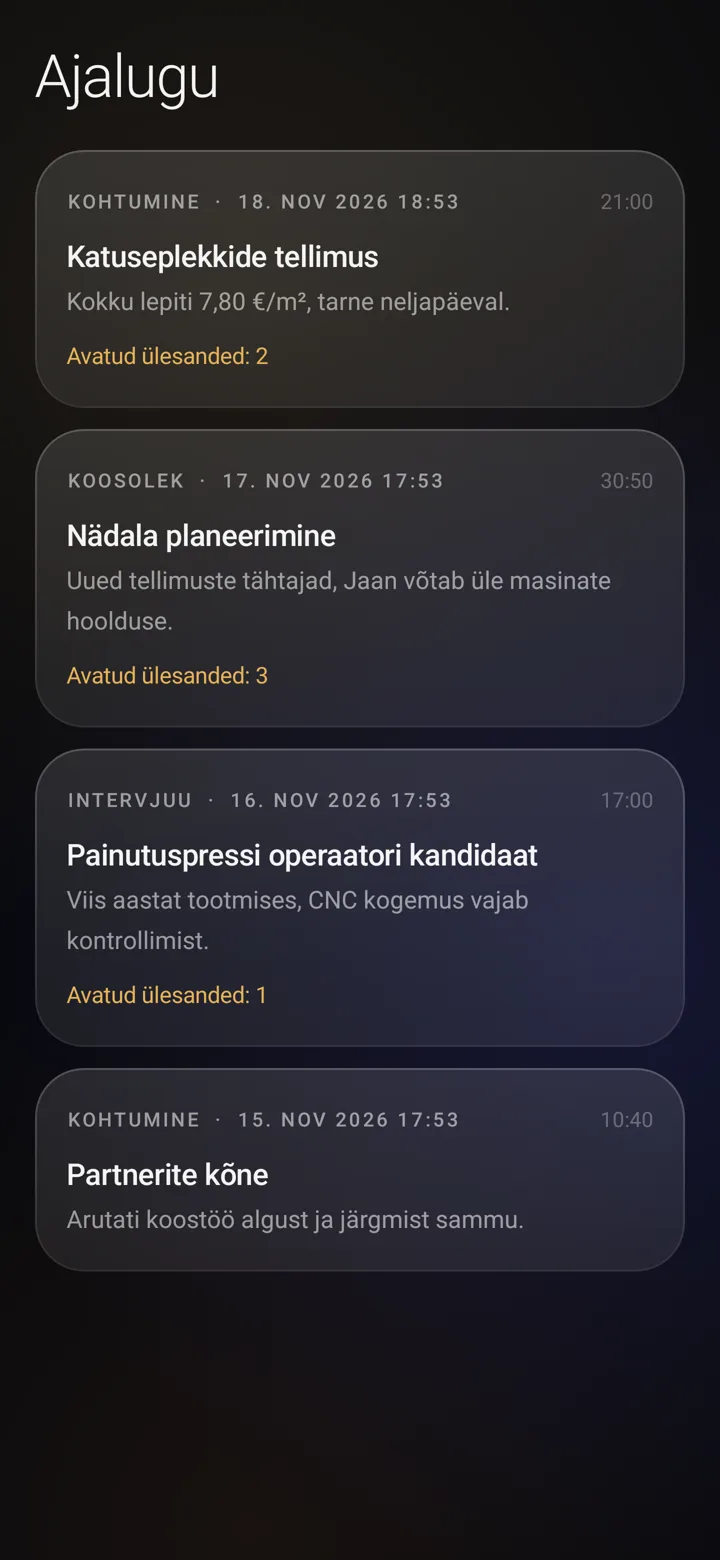 Ajalugu
KOHTUMINE · 18. NOV 2026 18:53 21:00
Katuseplekkide tellimus
Kokku lepiti 7,80 €/m², tarne neljapäeval.
Avatud ülesanded: 2
KOOSOLEK · 17. NOV 2026 17:53 30:50
Nädala planeerimine
Uued tellimuste tähtajad, Jaan võtab üle masinate
hoolduse.
Avatud ülesanded: 3
INTERVJUU · 16. NOV 2026 17:53 17:00
Painutuspressi operaatori kandidaat
Viis aastat tootmises, CNC kogemus vajab
kontrollimist.
Avatud ülesanded: 1
KOHTUMINE · 15. NOV 2026 17:53 10:40
Partnerite kõne
Arutati koostöö algust ja järgmist sammu.